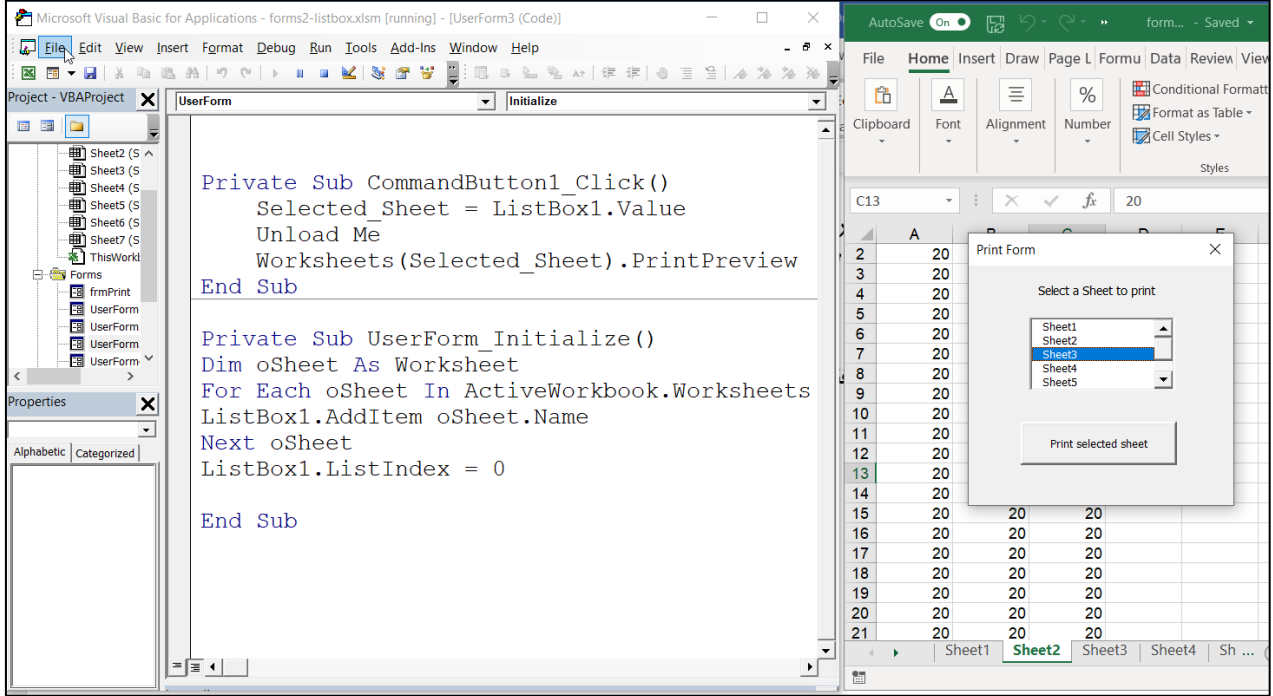 Microsoft Visual Basic for Applications - forms2-listbox.xlsm [running] - [UserForm3 (Code)]
File Edit View Insert Format Debug Run Tools Add-Ins Window Help
Project - VBAProject
Sheet2 (S
Sheet3 (S
Sheet4 (S
Sheet5 (S
Sheet6 (S
Sheet7 (S
ThisWork
Forms
frmPrint
UserForm
UserForm
UserForm
UserForm
Properties
Alphabetic Categorized
UserForm Initialize
Private Sub CommandButton1_Click()
Selected_Sheet = ListBox1.Value
Unload Me
Worksheets(Selected_Sheet).PrintPreview
End Sub
Private Sub UserForm_Initialize()
Dim oSheet As Worksheet
For Each oSheet In ActiveWorkbook.Worksheets
ListBox1.AddItem oSheet.Name
Next oSheet
ListBox1.ListIndex = 0
End Sub
AutoSave On form... - Saved
File Home Insert Draw Page L Formu Data Review View
Clipboard
Font
Alignment
Number
Conditional Formatt
Format as Table
Cell Styles
Styles
C13 fx 20
A
2 20
3 20
4 20
5 20
6 20
7 20
8 20
9 20
10 20
11 20
12 20
13 20
14 20
15 20 20 20
16 20 20 20
17 20 20 20
18 20 20 20
19 20 20 20
20 20 20 20
21 20 20 20
Print Form
Select a Sheet to print
Sheet1
Sheet2
Sheet3
Sheet4
Sheet5
Print selected sheet
Sheet1 Sheet2 Sheet3 Sheet4 Sh ...